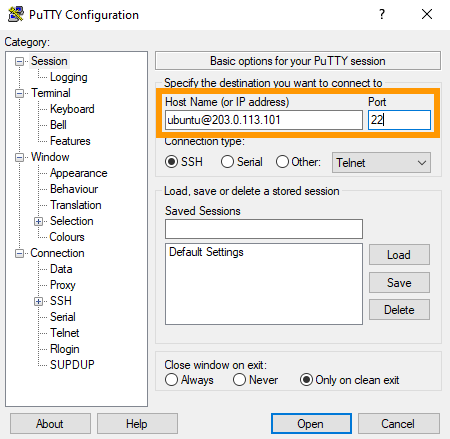 PuTTY Configuration
?
Category:
Session
Logging
Terminal
Keyboard
Bell
Features
Window
Appearance
Behaviour
Translation
Selection
Colours
Connection
Data
Proxy
SSH
Serial
Telnet
Rlogin
SUPDUP
Basic options for your PuTTY session
Specify the destination you want to connect to
Host Name (or IP address) Port
ubuntu@203.0.113.101 22
Connection type:
SSH Serial Other: Telnet
Load, save or delete a stored session
Saved Sessions
Default Settings
Load
Save
Delete
Close window on exit:
Always Never Only on clean exit
About Help Open Cancel